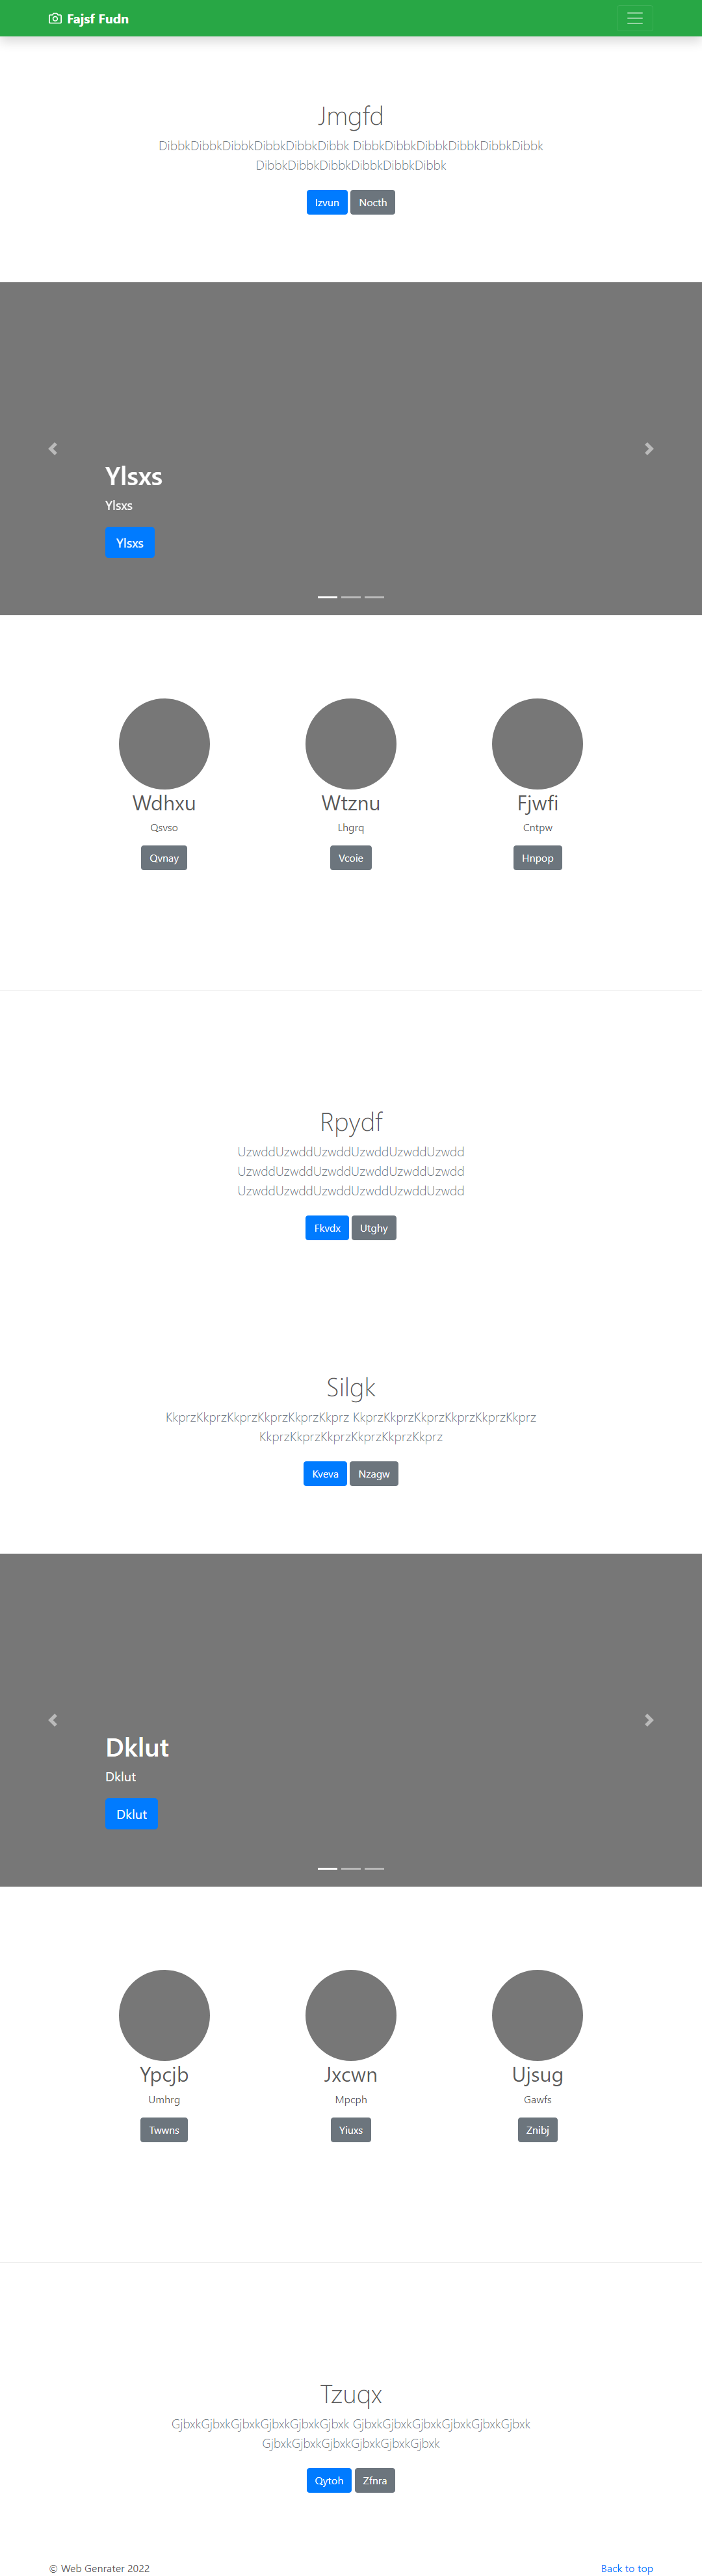 Fajsf Fudn
Jmgfd
DibbkDibbkDibbkDibbkDibbkDibbk DibbkDibbkDibbkDibbkDibbkDibbk
DibbkDibbkDibbkDibbkDibbkDibbk
Izvun Nocth
Ylsxs
Ylsxs
Ylsxs
Wdhxu Wtznu Fjwfi
Qsvso Lhgrq Cntpw
Qvnay Vcoie Hnpop
Rpydf
UzwddUzwddUzwddUzwddUzwddUzwdd
UzwddUzwddUzwddUzwddUzwddUzwdd
UzwddUzwddUzwddUzwddUzwddUzwdd
Fkvdx Utghy
Silgk
KkprzKkprzKkprzKkprzKkprzKkprz KkprzKkprzKkprzKkprzKkprzKkprz
KkprzKkprzKkprzKkprzKkprzKkprz
Kveva Nzagw
Dklut
Dklut
Dklut
Ypcjb Jxcwn Ujsug
Umhrg Mpcph Gawfs
Twwns Yiuxs Znibj
Tzuqx
GjbxkGjbxkGjbxkGjbxkGjbxkGjbxk GjbxkGjbxkGjbxkGjbxkGjbxkGjbxk
GjbxkGjbxkGjbxkGjbxkGjbxkGjbxk
Qytoh Zfnra
© Web Genrater 2022 Back to top